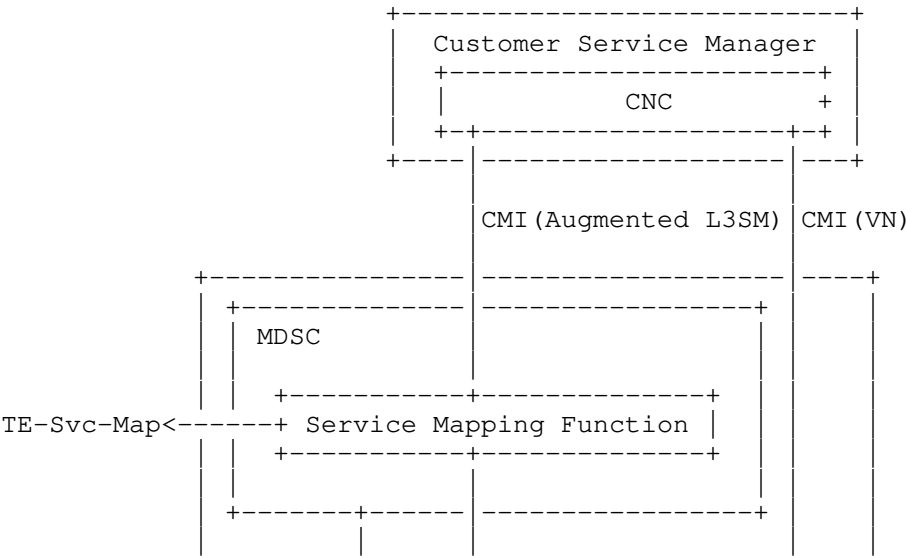 Customer Service Manager
CNC
CMI(Augmented L3SM) CMI(VN)
MDSC
TE-Svc-Map<------+ Service Mapping Function